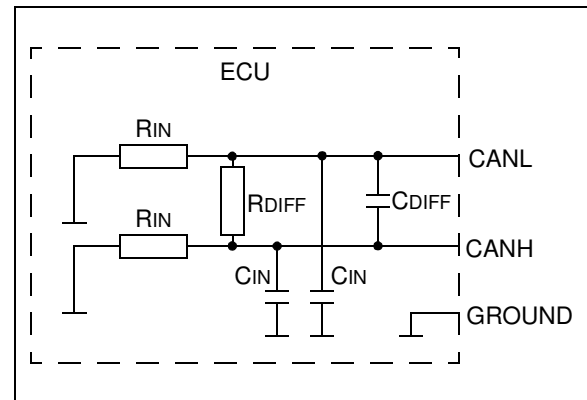 ECU
RIN
CANL
RDIFF
CDIFF
RIN
CANH
CIN
CIN
GROUND